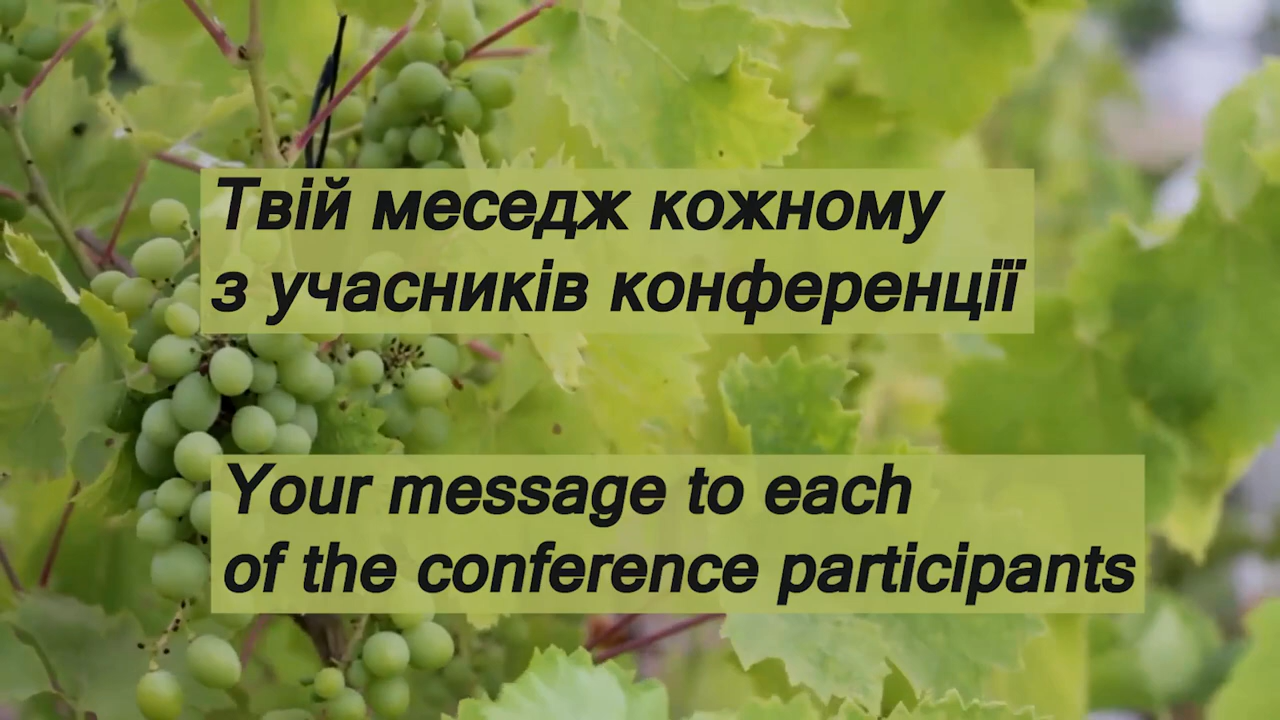 Твій меседж кожному
з учасників конференції
Your message to each
of the conference participants